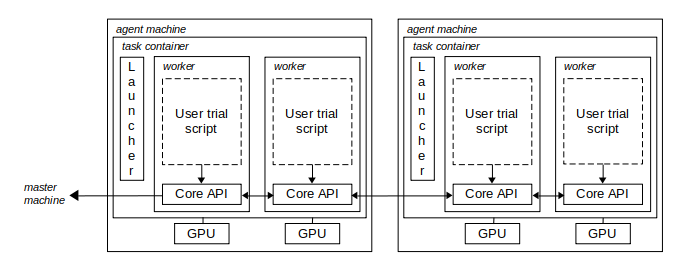 agent machine
task container
Launcher
worker
User trial
script
Core API
worker
User trial
script
Core API
GPU
GPU
agent machine
task container
Launcher
worker
User trial
script
Core API
worker
User trial
script
Core API
GPU
GPU
master
machine